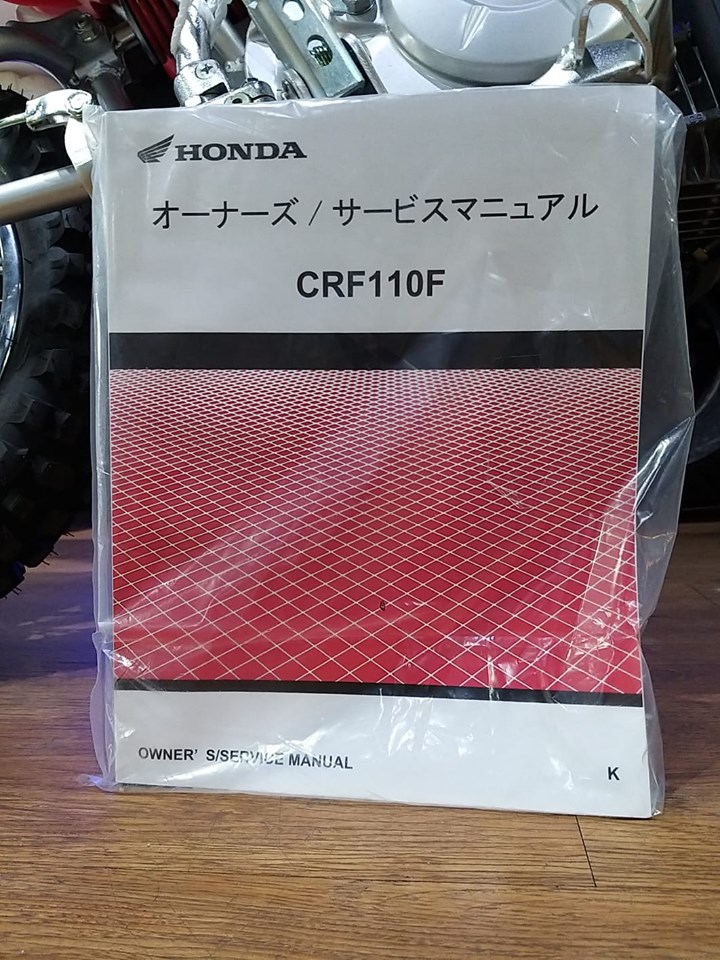 HONDA
オーナーズ / サービスマニュアル
CRF110F
OWNER' S/SERVICE MANUAL
K